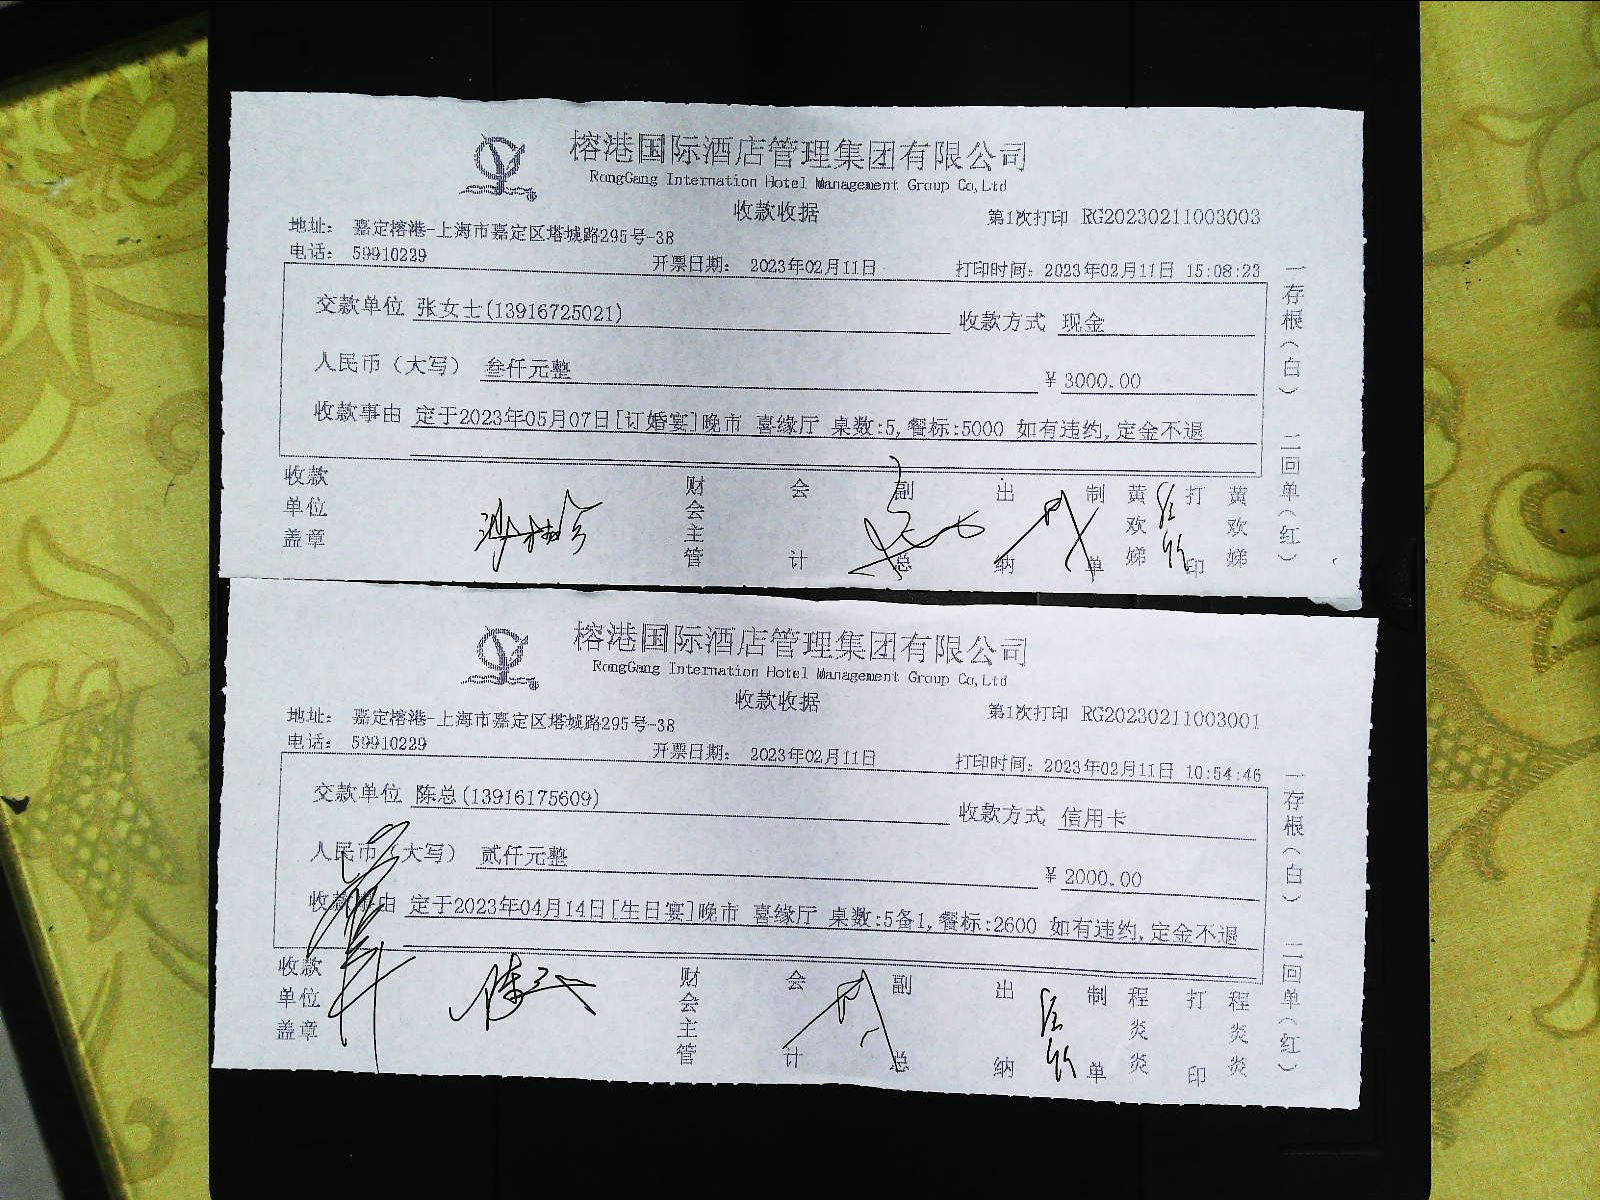 榕港国际酒店管理集团有限公司
RongGang Internation Hotel Management Group Co,Ltd
收款收据
第1次打印 RG20230211003003
地址： 嘉定榕港-上海市嘉定区塔城路295号-38
电话： 59910229
开票日期： 2023年02月11日 打印时间：2023年02月11日 15:08:23
交款单位 张女士(13916725021) 收款方式 现金
人民币（大写） 叁仟元整 ¥ 3000.00
收款事由 定于2023年05月07日[订婚宴]晚市 喜缘厅 桌数:5,餐标:5000 如有违约,定金不退
收款单位盖章 财会主管 会计 副总 出纳 制单 黄欢娣 打印 黄欢娣
一存根（白） 二回单（红）
榕港国际酒店管理集团有限公司
RongGang Internation Hotel Management Group Co,Ltd
收款收据
第1次打印 RG20230211003001
地址： 嘉定榕港-上海市嘉定区塔城路295号-38
电话： 59910229
开票日期： 2023年02月11日 打印时间：2023年02月11日 10:54:46
交款单位 陈总(13916175609) 收款方式 信用卡
人民币（大写） 贰仟元整 ¥ 2000.00
收款事由 定于2023年04月14日[生日宴]晚市 喜缘厅 桌数:5备1,餐标:2600 如有违约,定金不退
收款单位盖章 财会主管 会计 副总 出纳 制单 程炎炎 打印 程炎炎
一存根（白） 二回单（红）